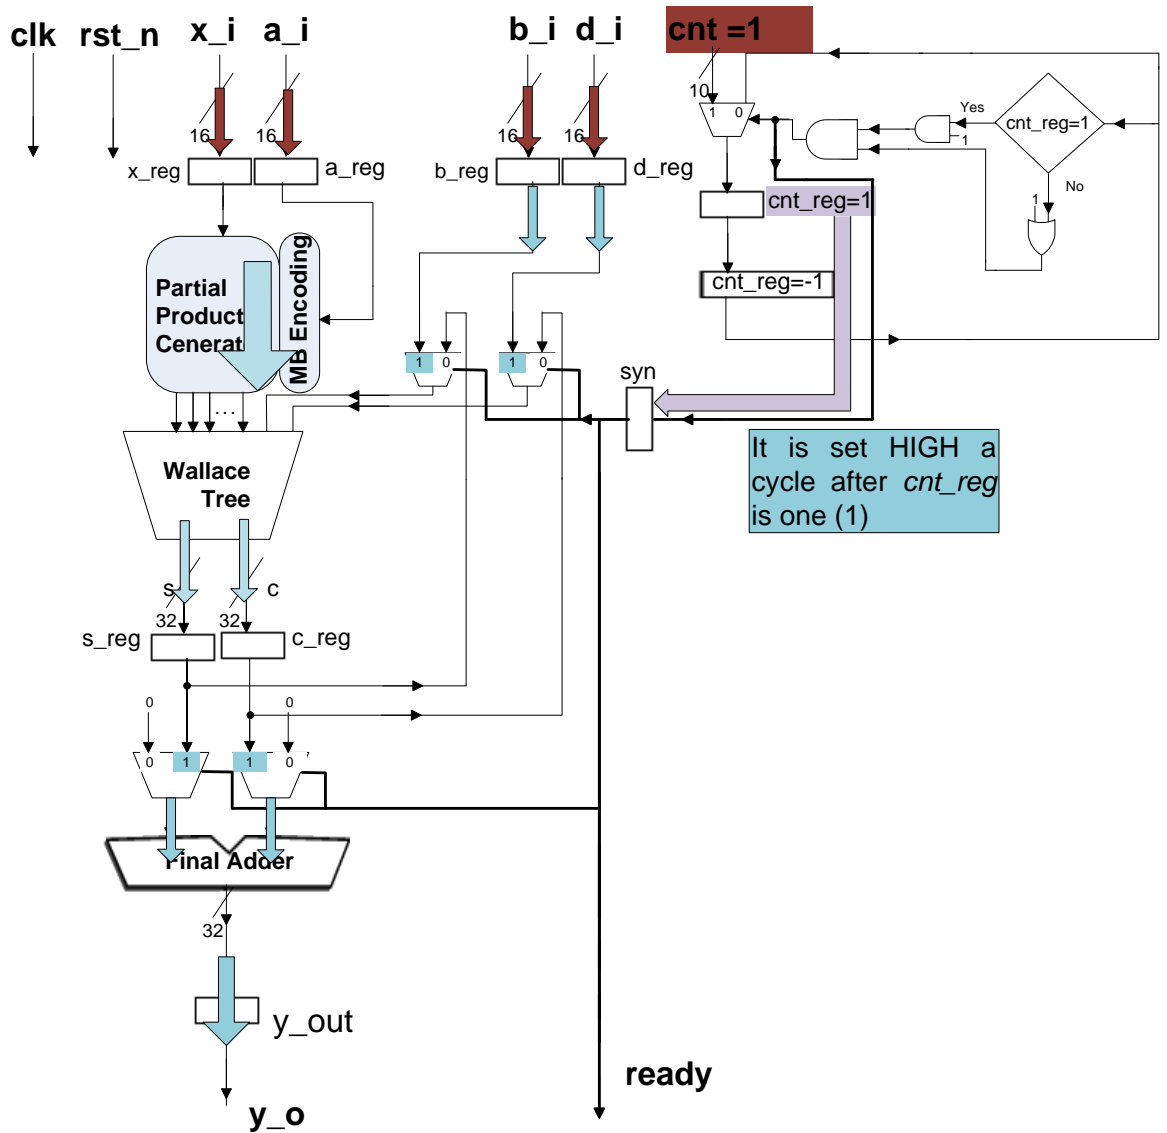 clk rst_n x_i a_i b_i d_i cnt =1
16 16 16 16 10
1 0
Yes
1
cnt_reg=1
No
1
x_reg a_reg b_reg d_reg
cnt_reg=1
cnt_reg=-1
Partial
Product
Cenerat
MB Encoding
1 0 1 0
syn
...
Wallace
Tree
It is set HIGH a
cycle after cnt_reg
is one (1)
s c
32 32
s_reg c_reg
0 0
0 1 1 0
Final Adder
32
y_out
ready
y_o